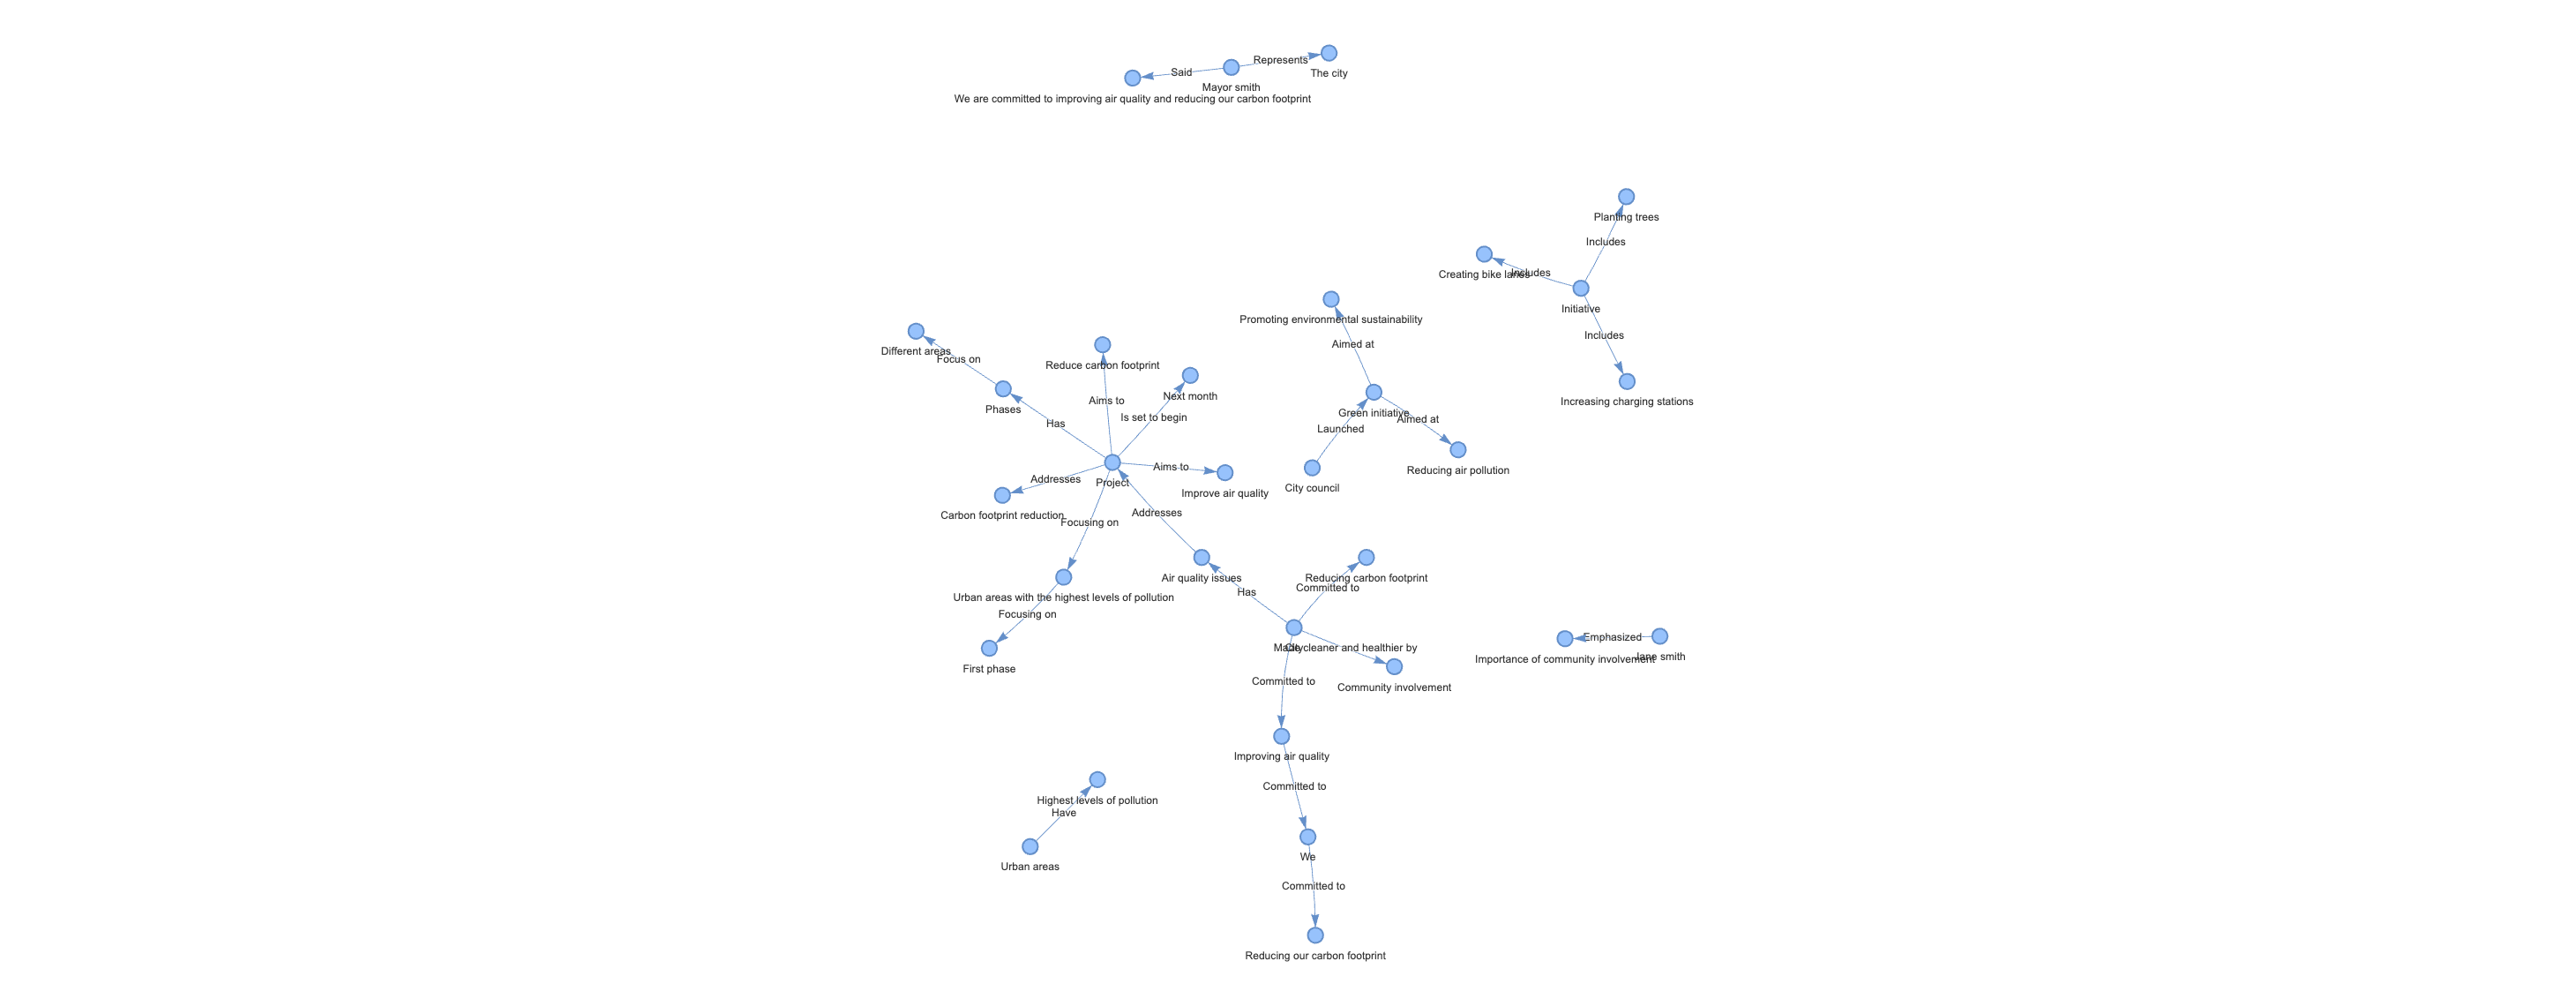 Represents
The city
Said
Mayor smith
We are committed to improving air quality and reducing our carbon footprint
Planting trees
Includes
Includes
Creating bike lanes
Initiative
Promoting environmental sustainability
Includes
Aimed at
Different areas
Focus on
Reduce carbon footprint
Next month
Aims to
Increasing charging stations
Phases
Green initiative
Is set to begin
Aimed at
Has
Launched
Aims to
Reducing air pollution
Addresses
Project
City council
Improve air quality
Addresses
Carbon footprint reduction
Focusing on
Air quality issues
Reducing carbon footprint
Committed to
Has
Urban areas with the highest levels of pollution
Focusing on
Emphasized
Made cleaner and healthier by
City
Importance of community involvement
Jane smith
First phase
Committed to
Community involvement
Improving air quality
Committed to
Highest levels of pollution
Have
We
Urban areas
Committed to
Reducing our carbon footprint